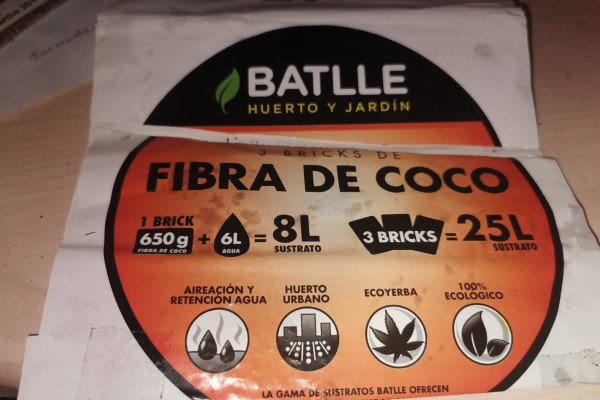 BATLLE
HUERTO Y JARDÍN
3 BRICKS DE
FIBRA DE COCO
1 BRICK
650g
FIBRA DE COCO
+
6L
AGUA
=
8L
SUSTRATO
3 BRICKS
=
25L
SUSTRATO
AIREACIÓN Y
RETENCIÓN AGUA
HUERTO
URBANO
ECOYERBA
100%
ECOLÓGICO
LA GAMA DE SUSTRATOS BATLLE OFRECEN